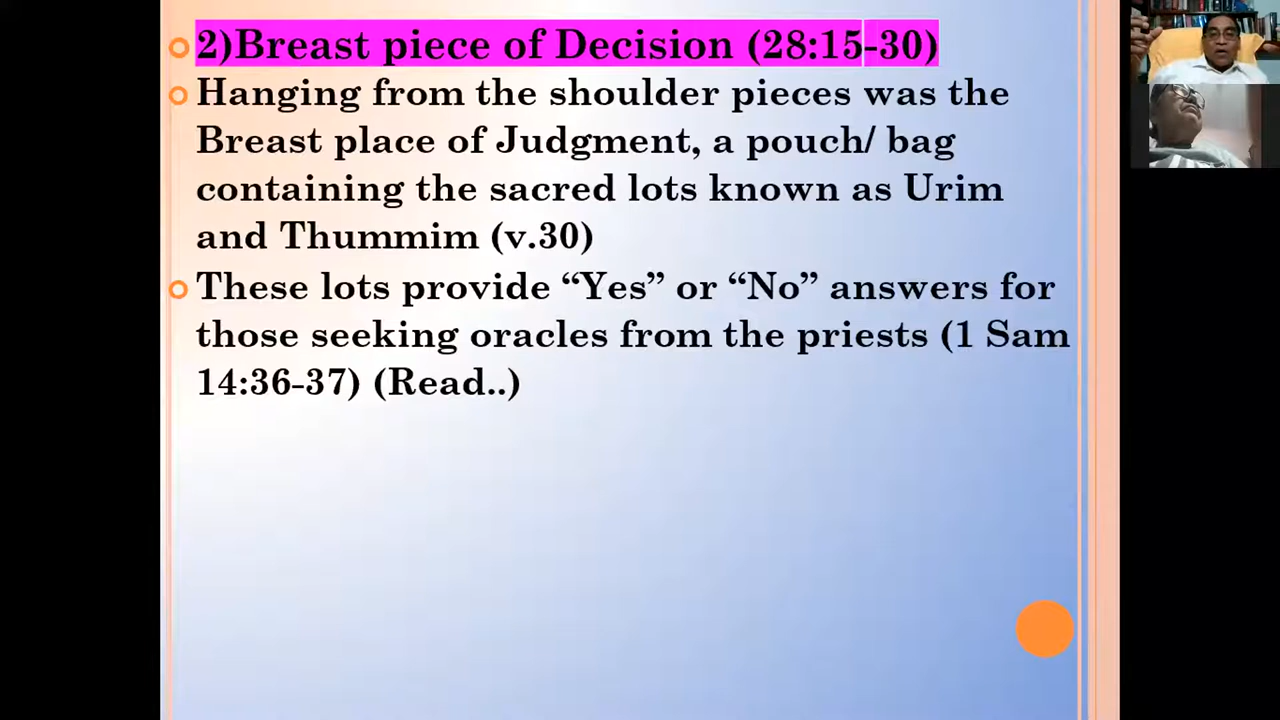 2)Breast piece of Decision (28:15-30)
Hanging from the shoulder pieces was the
Breast place of Judgment, a pouch/ bag
containing the sacred lots known as Urim
and Thummim (v.30)
These lots provide “Yes” or “No” answers for
those seeking oracles from the priests (1 Sam
14:36-37) (Read..)